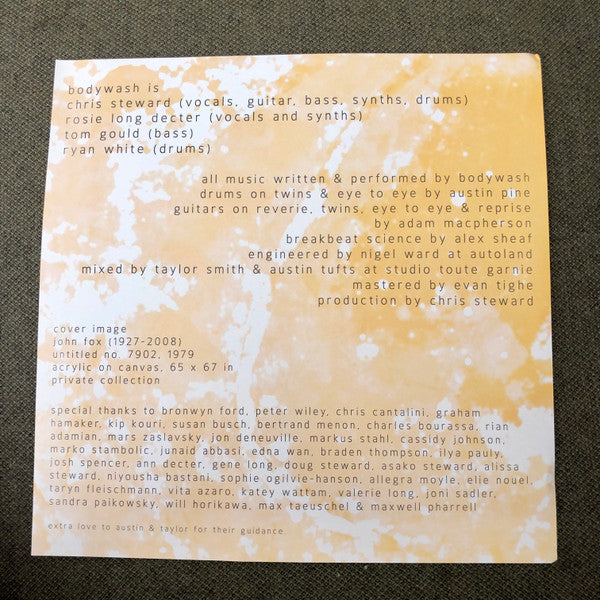 bodywash is
chris steward (vocals, guitar, bass, synths, drums)
rosie long decter (vocals and synths)
tom gould (bass)
ryan white (drums)
all music written & performed by bodywash
drums on twins & eye to eye by austin pine
guitars on reverie, twins, eye to eye & reprise
by adam macpherson
breakbeat science by alex sheaf
engineered by nigel ward at autoland
mixed by taylor smith & austin tufts at studio toute garnie
mastered by evan tighe
production by chris steward
cover image
john fox (1927-2008)
untitled no. 7902, 1979
acrylic on canvas, 65 x 67 in
private collection
special thanks to bronwyn ford, peter wiley, chris cantalini, graham
hamaker, kip kouri, susan busch, bertrand menon, charles bourassa, rian
adamian, mars zaslavsky, jon deneuville, markus stahl, cassidy johnson,
marko stambolic, junaid abbasi, edna wan, braden thompson, ilya pauly,
josh spencer, ann decter, gene long, doug steward, asako steward, alissa
steward, niyousha bastani, sophie ogilvie-hanson, allegra moyle, elie nouel,
taryn fleischmann, vita azaro, katey wattam, valerie long, joni sadler,
sandra paikowsky, will horikawa, max taeuschel & maxwell pharrell
extra love to austin & taylor for their guidance.